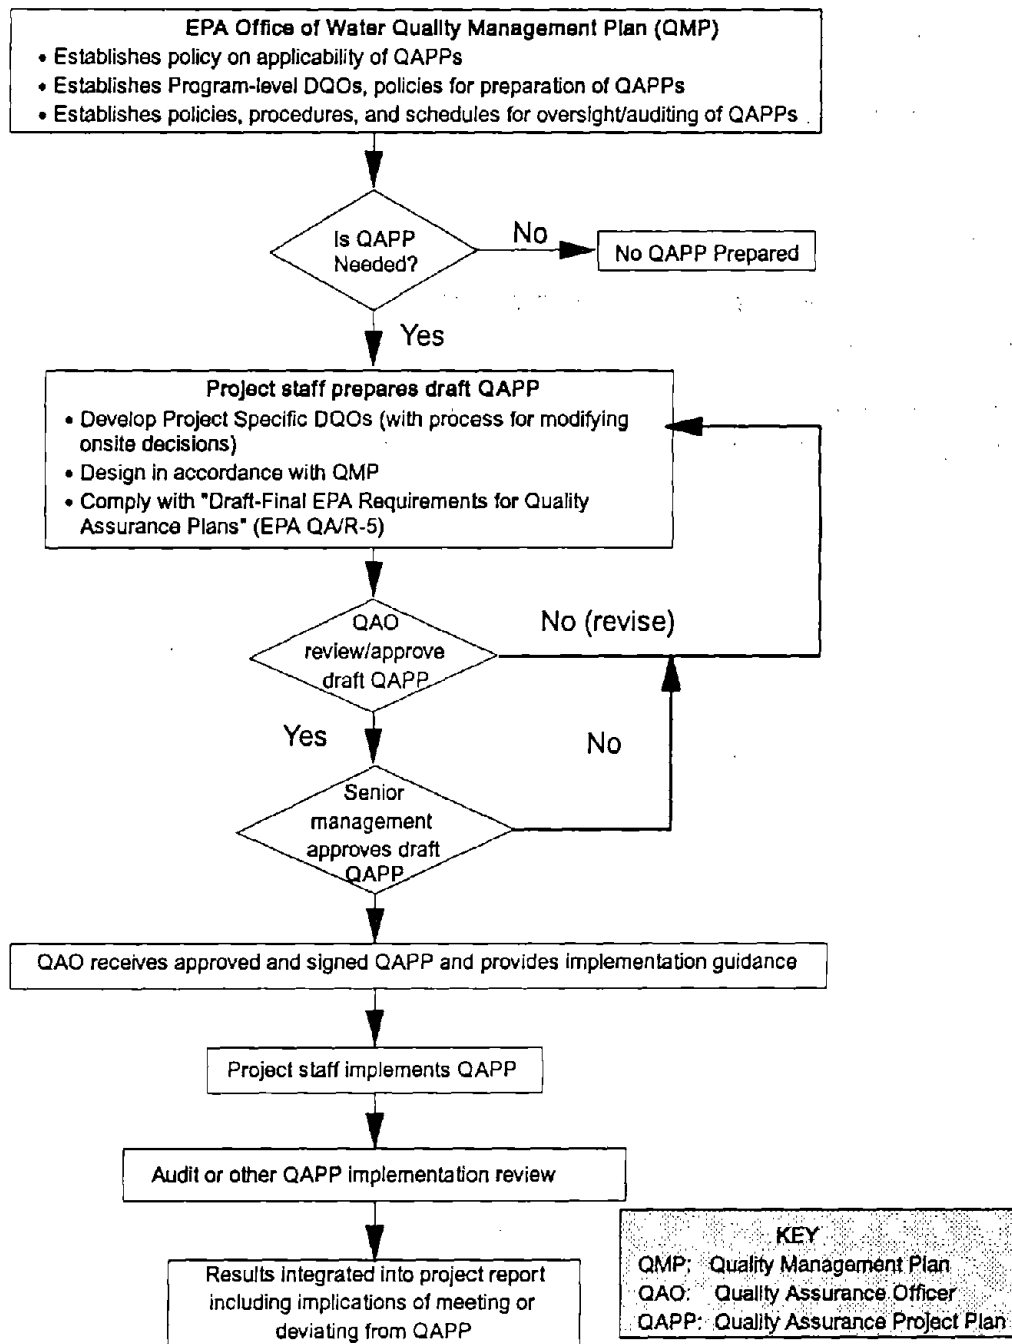 EPA Office of Water Quality Management Plan (QMP)
• Establishes policy on applicability of QAPPs
• Establishes Program-level DQOs, policies for preparation of QAPPs
• Establishes policies, procedures, and schedules for oversight/auditing of QAPPs
Is QAPP
Needed?
No
No QAPP Prepared
Yes
Project staff prepares draft QAPP
• Develop Project Specific DQOs (with process for modifying
onsite decisions)
• Design in accordance with QMP
• Comply with "Draft-Final EPA Requirements for Quality
Assurance Plans" (EPA QA/R-5)
QAO
review/approve
draft QAPP
No (revise)
Yes
No
Senior
management
approves draft
QAPP
QAO receives approved and signed QAPP and provides implementation guidance
Project staff implements QAPP
Audit or other QAPP implementation review
Results integrated into project report
including implications of meeting or
deviating from QAPP
KEY
QMP: Quality Management Plan
QAO: Quality Assurance Officer
QAPP: Quality Assurance Project Plan